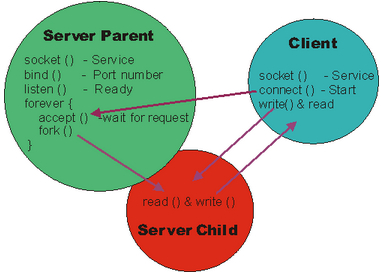 Server Parent
socket () - Service
bind () - Port number
listen () - Ready
forever {
accept () -wait for request
fork ()
}
Client
socket () - Service
connect () - Start
write() & read
read () & write ()
Server Child